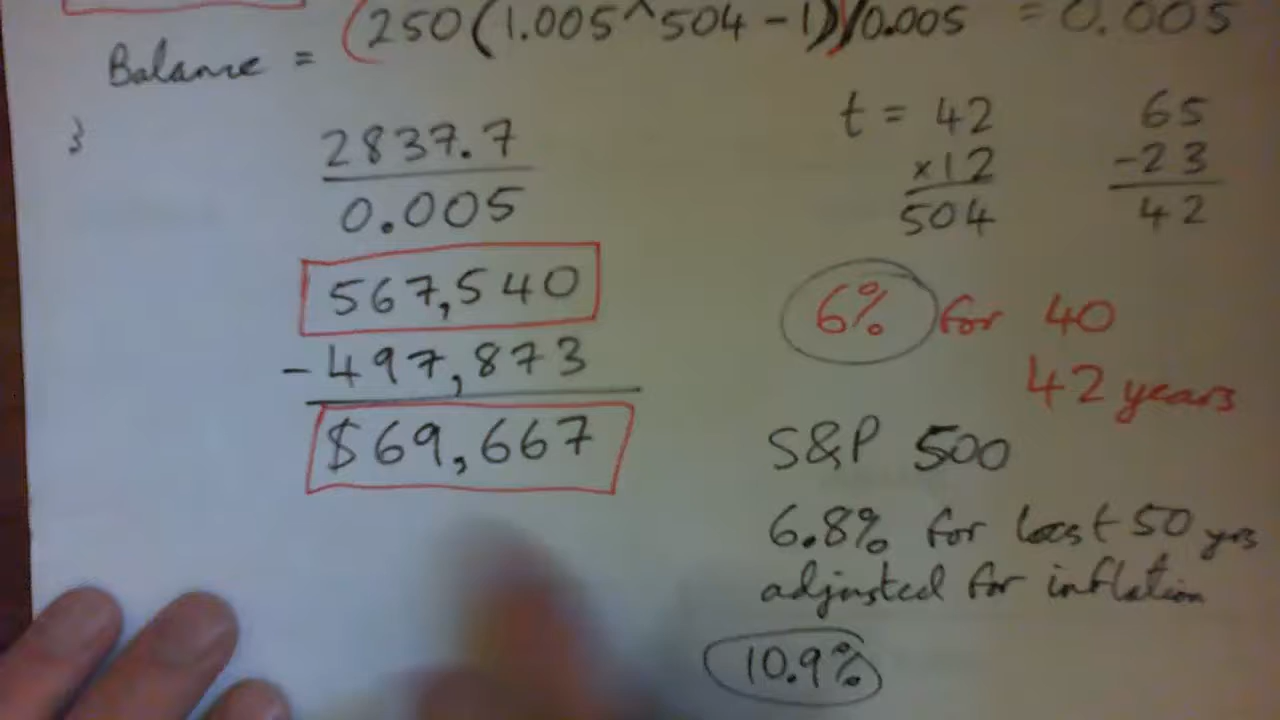 (250(1.005^504-1))/0.005 = 0.005
Balance =
2837.7
0.005
567,540
-497,873
$69,667
t = 42
x12
504
65
-23
42
6% for 40
42 years
S&P 500
6.8% for last 50 yrs
adjusted for inflation
10.9%